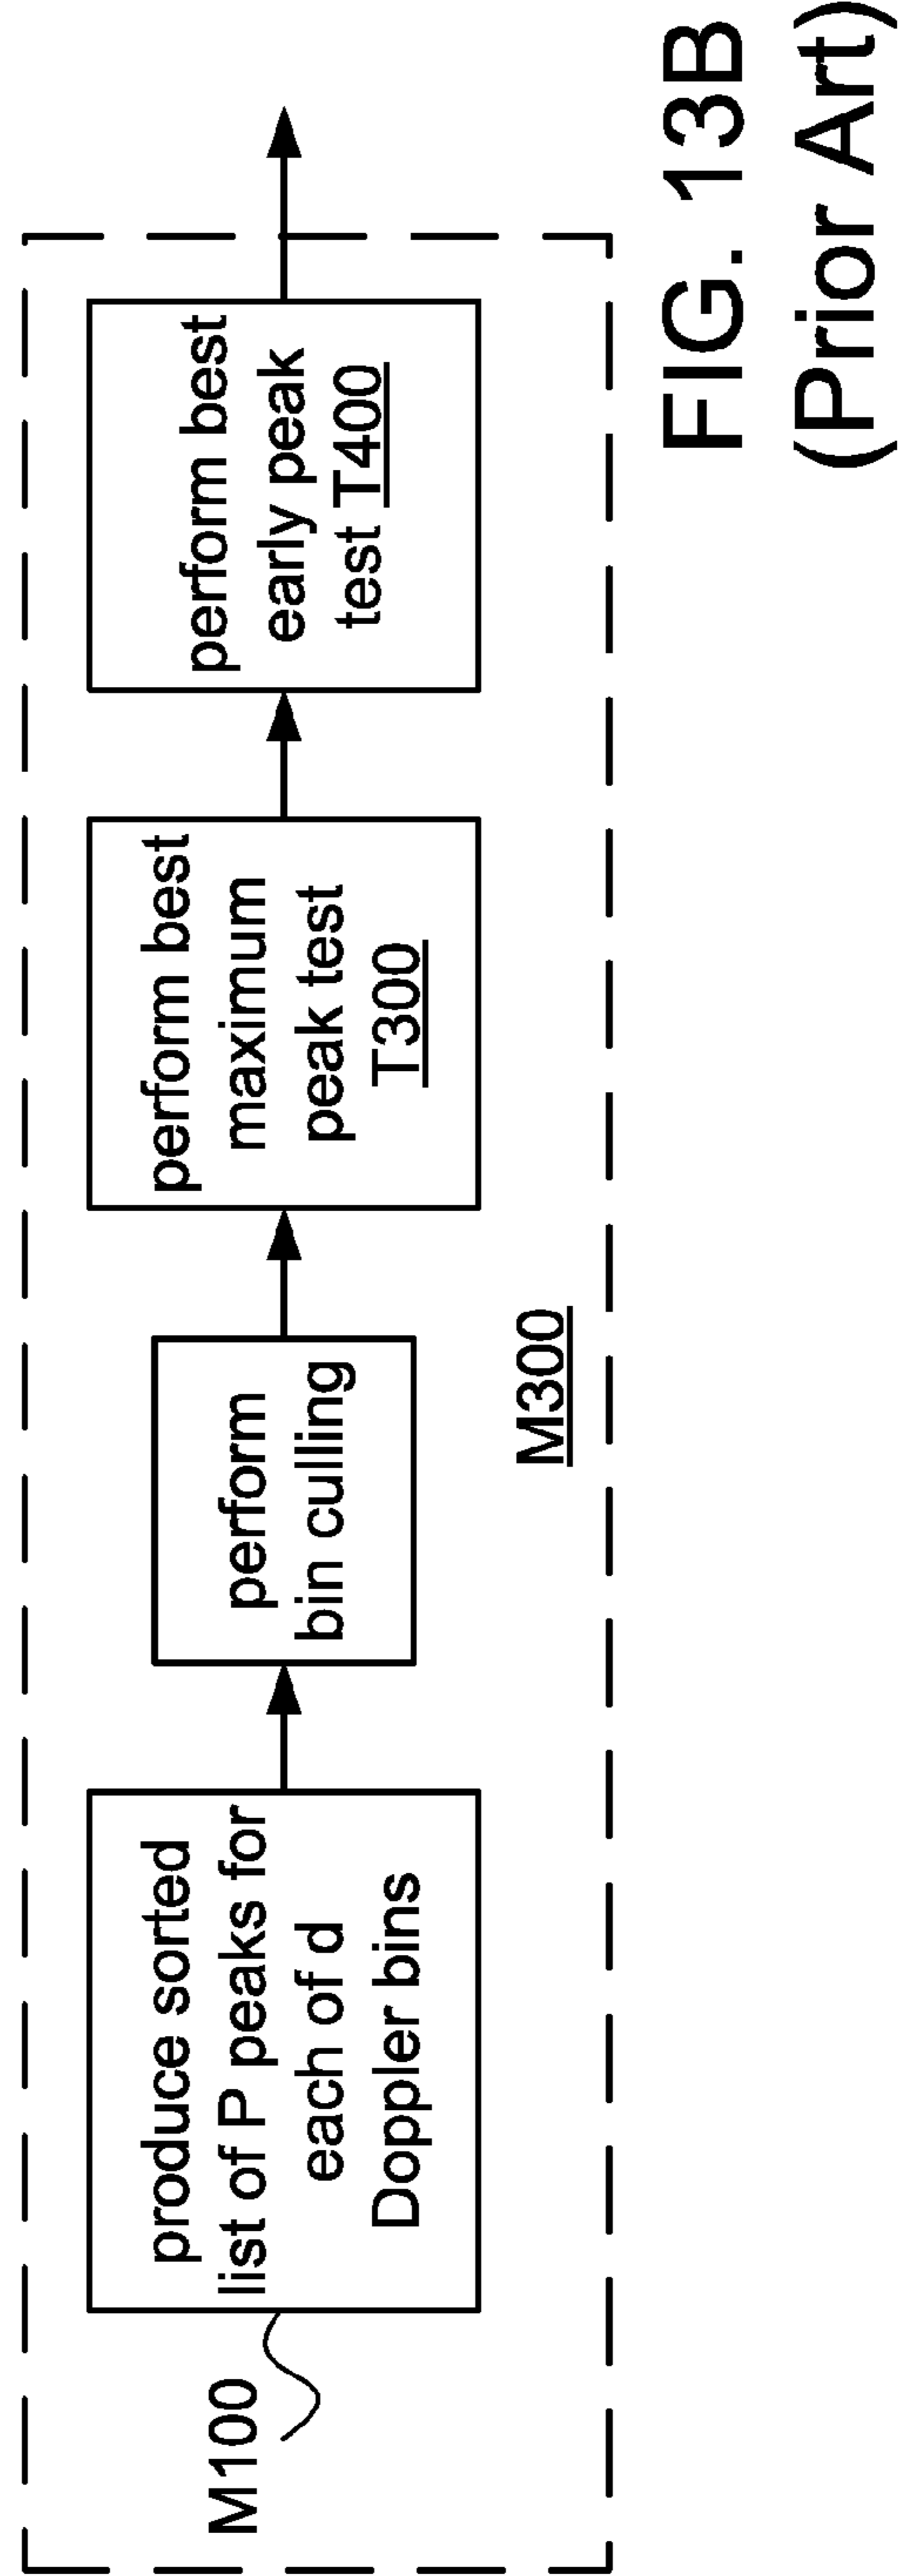 M100
produce sorted
list of P peaks for
each of d
Doppler bins
perform
bin culling
perform best
maximum
peak test
T300
perform best
early peak
test T400
M300
FIG. 13B
(Prior Art)